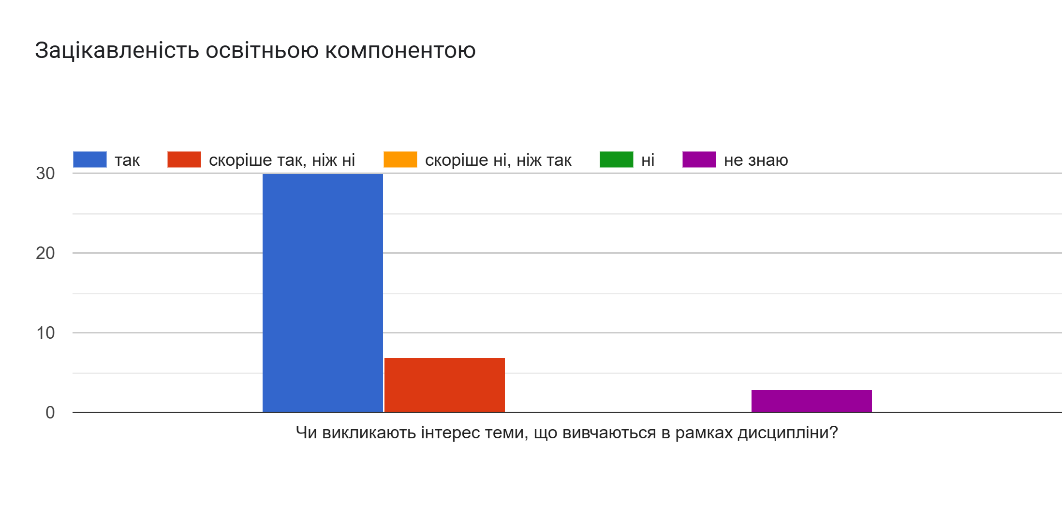 Зацікавленість освітньою компонентою
так скоріше так, ніж ні скоріше ні, ніж так ні не знаю
30
20
10
0
Чи викликають інтерес теми, що вивчаються в рамках дисципліни?